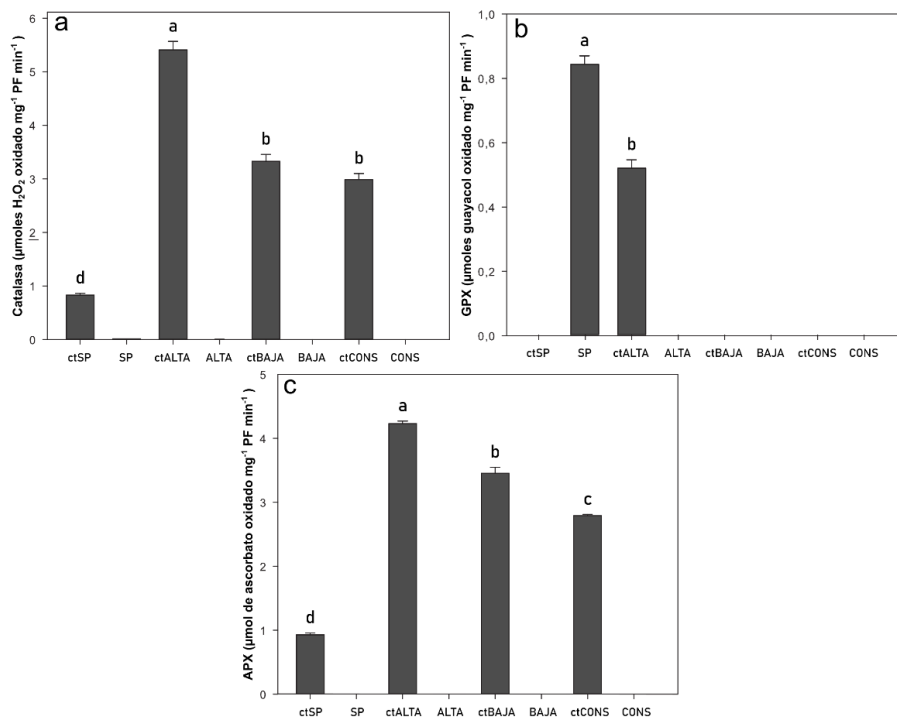 a
Catalasa (µmoles H₂O₂ oxidado mg⁻¹ PF min⁻¹)
6
5
4
3
2
1
0
d
a
b
b
ctSP SP ctALTA ALTA ctBAJA BAJA ctCONS CONS
b
GPX (µmoles guayacol oxidado mg⁻¹ PF min⁻¹)
1,0
0,8
0,6
0,4
0,2
0,0
a
b
ctSP SP ctALTA ALTA ctBAJA BAJA ctCONS CONS
c
APX (µmol de ascorbato oxidado mg⁻¹ PF min⁻¹)
5
4
3
2
1
0
d
a
b
c
ctSP SP ctALTA ALTA ctBAJA BAJA ctCONS CONS